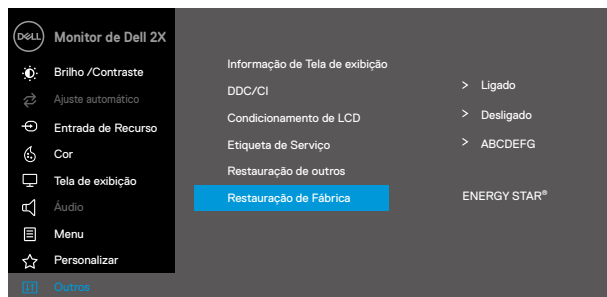 DELL Monitor de Dell 2X
Brilho /Contraste
Ajuste automático
Entrada de Recurso
Cor
Tela de exibição
Áudio
Menu
Personalizar
Outros
Informação de Tela de exibição
DDC/CI > Ligado
Condicionamento de LCD > Desligado
Etiqueta de Serviço > ABCDEFG
Restauração de outros
Restauração de Fábrica ENERGY STAR®